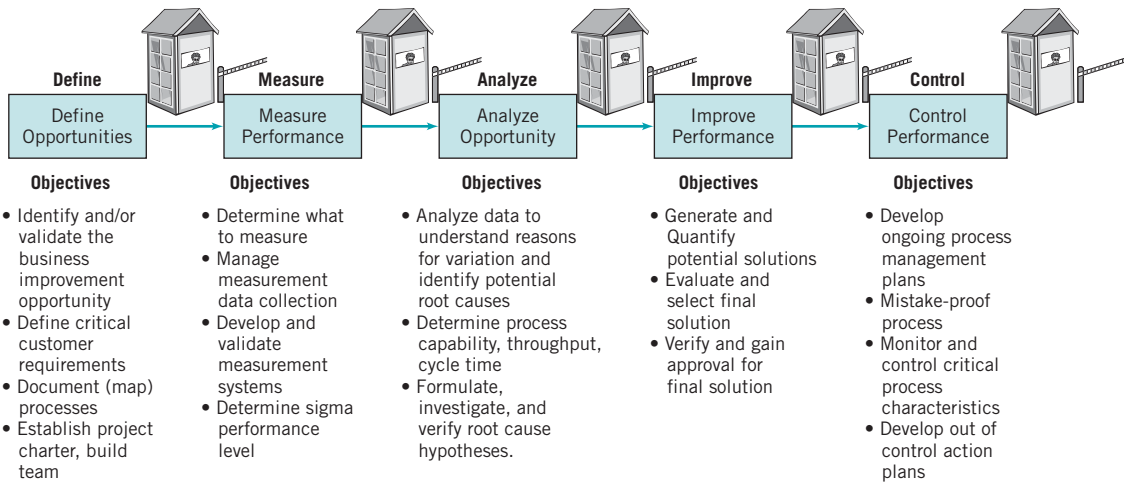 Define
Define
Opportunities
Objectives
• Identify and/or
validate the
business
improvement
opportunity
• Define critical
customer
requirements
• Document (map)
processes
• Establish project
charter, build
team
Measure
Measure
Performance
Objectives
• Determine what
to measure
• Manage
measurement
data collection
• Develop and
validate
measurement
systems
• Determine sigma
performance
level
Analyze
Analyze
Opportunity
Objectives
• Analyze data to
understand reasons
for variation and
identify potential
root causes
• Determine process
capability, throughput,
cycle time
• Formulate,
investigate, and
verify root cause
hypotheses.
Improve
Improve
Performance
Objectives
• Generate and
Quantify
potential solutions
• Evaluate and
select final
solution
• Verify and gain
approval for
final solution
Control
Control
Performance
Objectives
• Develop
ongoing process
management
plans
• Mistake-proof
process
• Monitor and
control critical
process
characteristics
• Develop out of
control action
plans